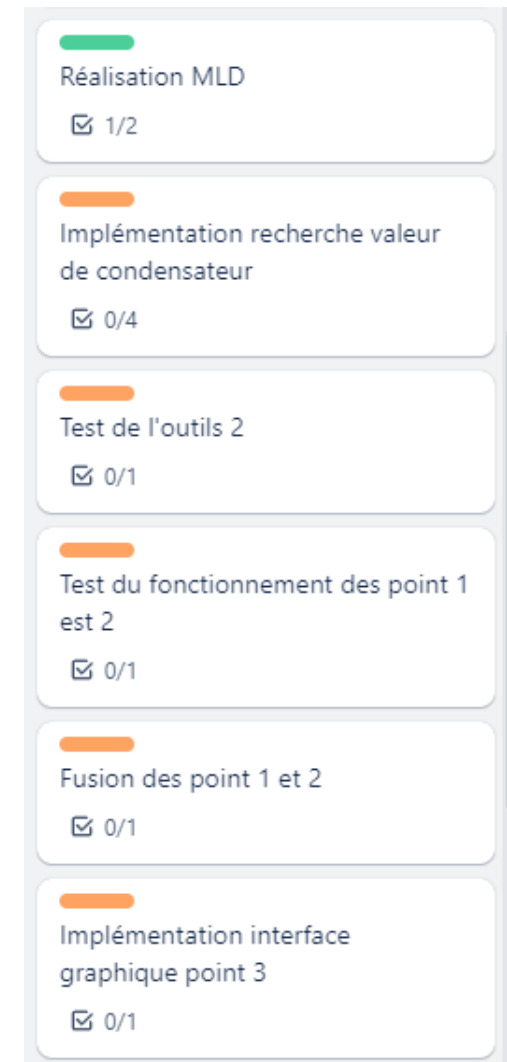 Réalisation MLD
1/2
Implémentation recherche valeur
de condensateur
0/4
Test de l'outils 2
0/1
Test du fonctionnement des point 1
est 2
0/1
Fusion des point 1 et 2
0/1
Implémentation interface
graphique point 3
0/1